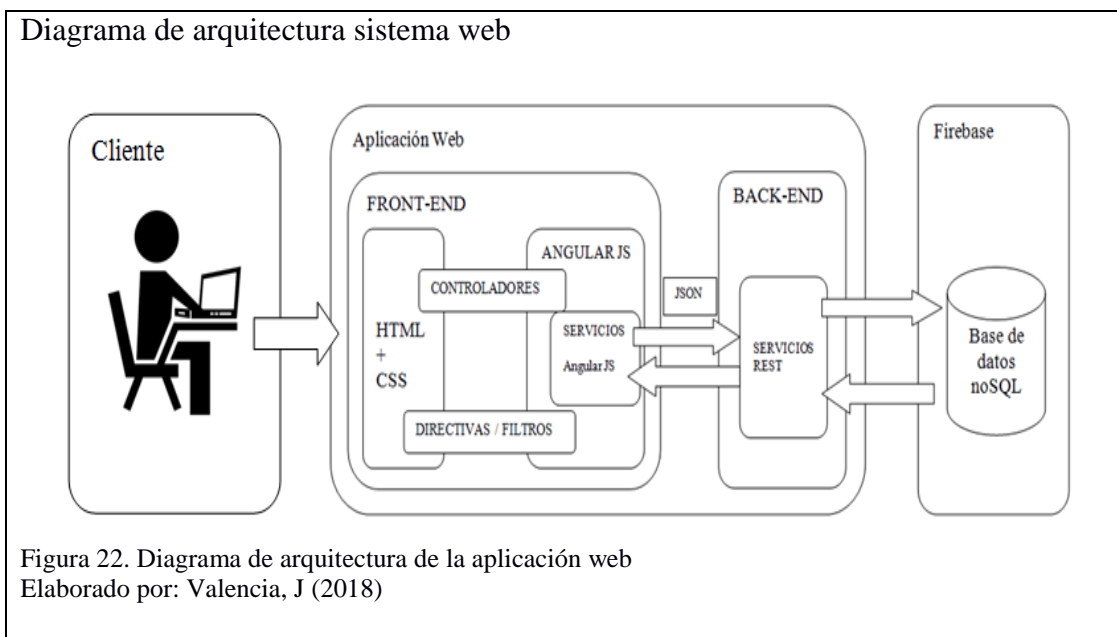 Diagrama de arquitectura sistema web
Cliente
Aplicación Web
FRONT-END
HTML
+
CSS
CONTROLADORES
DIRECTIVAS / FILTROS
ANGULAR JS
SERVICIOS
Angular JS
JSON
BACK-END
SERVICIOS
REST
Firebase
Base de
datos
noSQL
Figura 22. Diagrama de arquitectura de la aplicación web
Elaborado por: Valencia, J (2018)